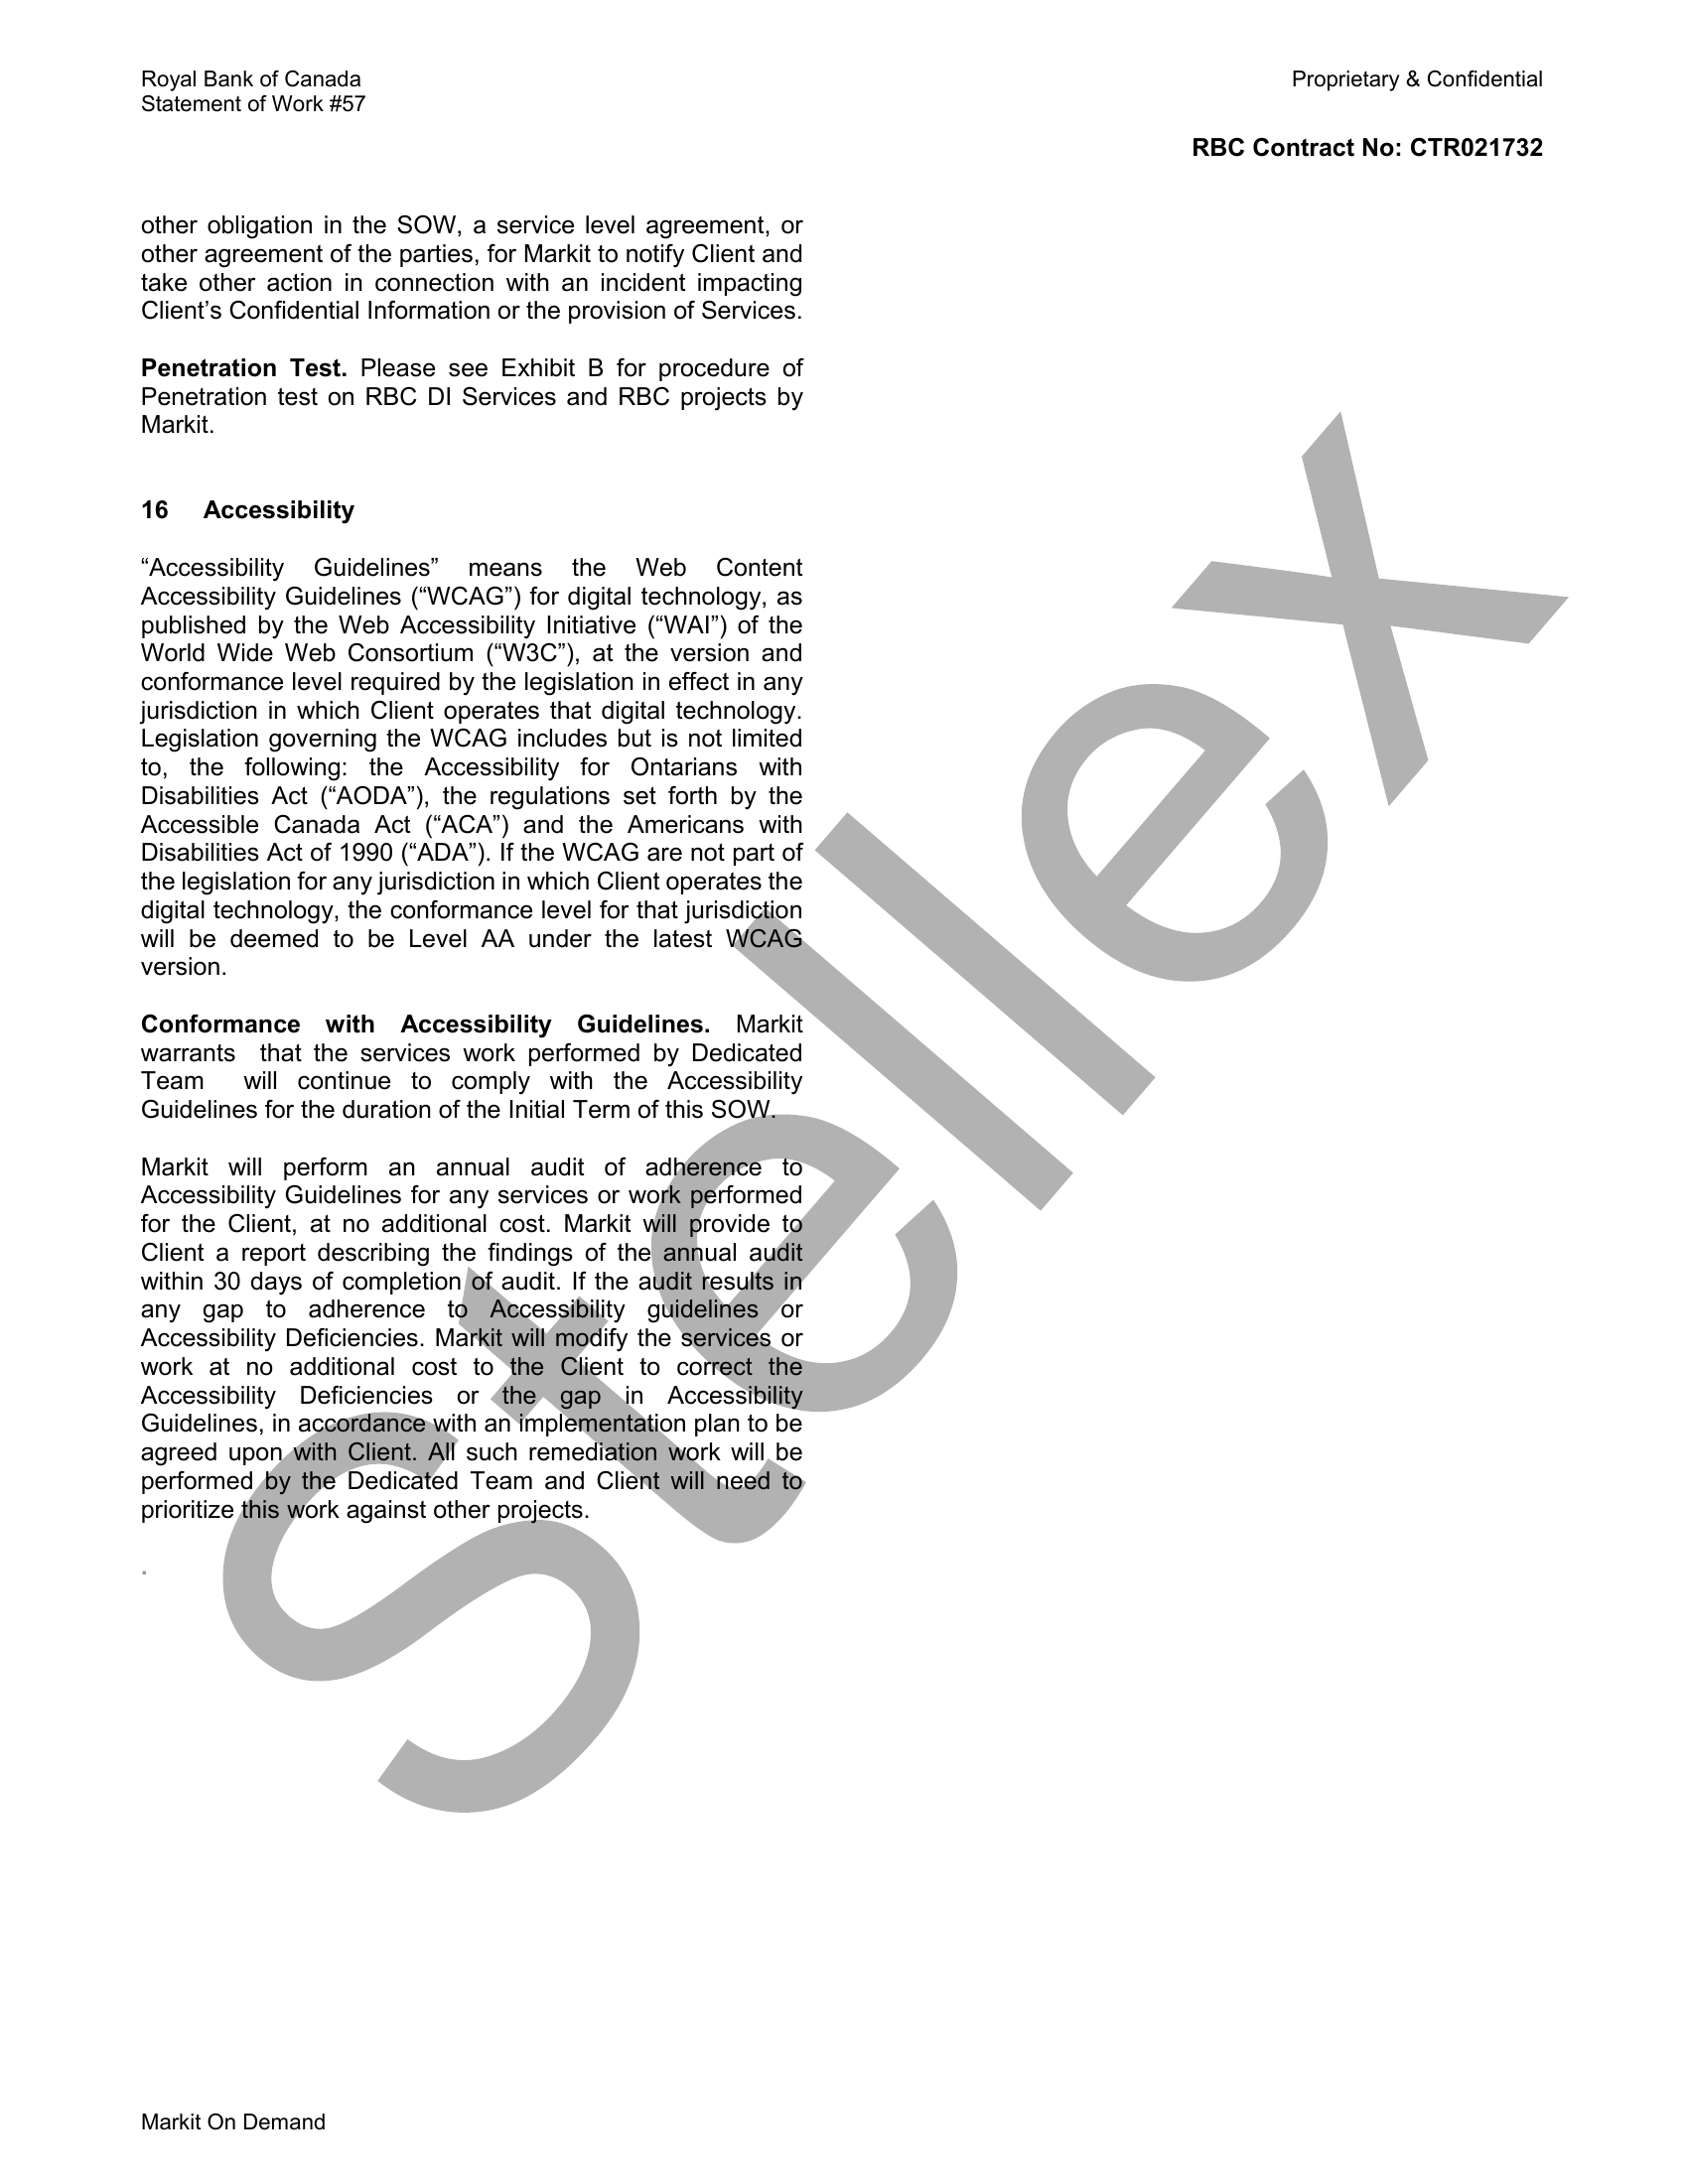 Royal Bank of Canada
Statement of Work #57
Proprietary & Confidential
RBC Contract No: CTR021732
other obligation in the SOW, a service level agreement, or
other agreement of the parties, for Markit to notify Client and
take other action in connection with an incident impacting
Client’s Confidential Information or the provision of Services.
Penetration Test. Please see Exhibit B for procedure of
Penetration test on RBC DI Services and RBC projects by
Markit.
16 Accessibility
“Accessibility Guidelines” means the Web Content
Accessibility Guidelines (“WCAG”) for digital technology, as
published by the Web Accessibility Initiative (“WAI”) of the
World Wide Web Consortium (“W3C”), at the version and
conformance level required by the legislation in effect in any
jurisdiction in which Client operates that digital technology.
Legislation governing the WCAG includes but is not limited
to, the following: the Accessibility for Ontarians with
Disabilities Act (“AODA”), the regulations set forth by the
Accessible Canada Act (“ACA”) and the Americans with
Disabilities Act of 1990 (“ADA”). If the WCAG are not part of
the legislation for any jurisdiction in which Client operates the
digital technology, the conformance level for that jurisdiction
will be deemed to be Level AA under the latest WCAG
version.
Conformance with Accessibility Guidelines. Markit
warrants that the services work performed by Dedicated
Team will continue to comply with the Accessibility
Guidelines for the duration of the Initial Term of this SOW.
Markit will perform an annual audit of adherence to
Accessibility Guidelines for any services or work performed
for the Client, at no additional cost. Markit will provide to
Client a report describing the findings of the annual audit
within 30 days of completion of audit. If the audit results in
any gap to adherence to Accessibility guidelines or
Accessibility Deficiencies. Markit will modify the services or
work at no additional cost to the Client to correct the
Accessibility Deficiencies or the gap in Accessibility
Guidelines, in accordance with an implementation plan to be
agreed upon with Client. All such remediation work will be
performed by the Dedicated Team and Client will need to
prioritize this work against other projects.
.
Stellex
Markit On Demand